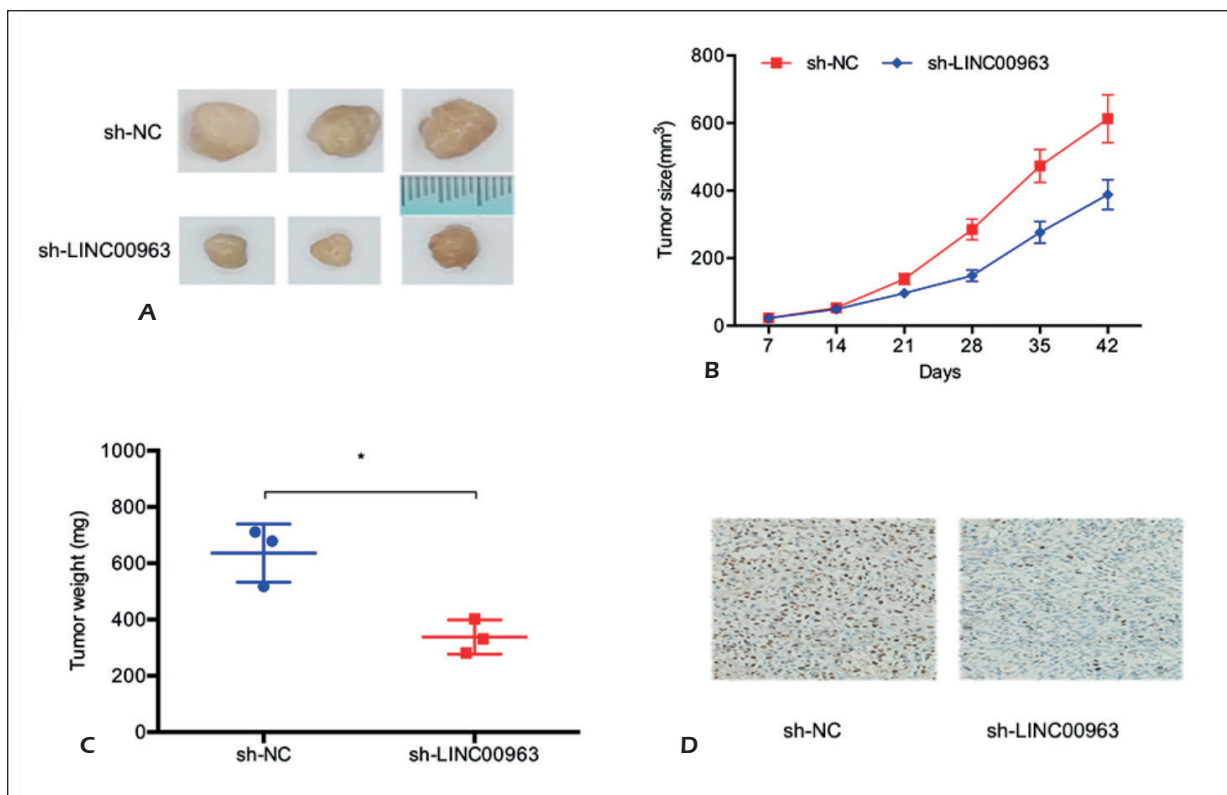 sh-NC
sh-LINC00963
A
sh-NC sh-LINC00963
Tumor size(mm³)
800
600
400
200
0
7 14 21 28 35 42
Days
B
Tumor weight (mg)
1000
800
600
400
200
0
*
sh-NC sh-LINC00963
C
sh-NC sh-LINC00963
D